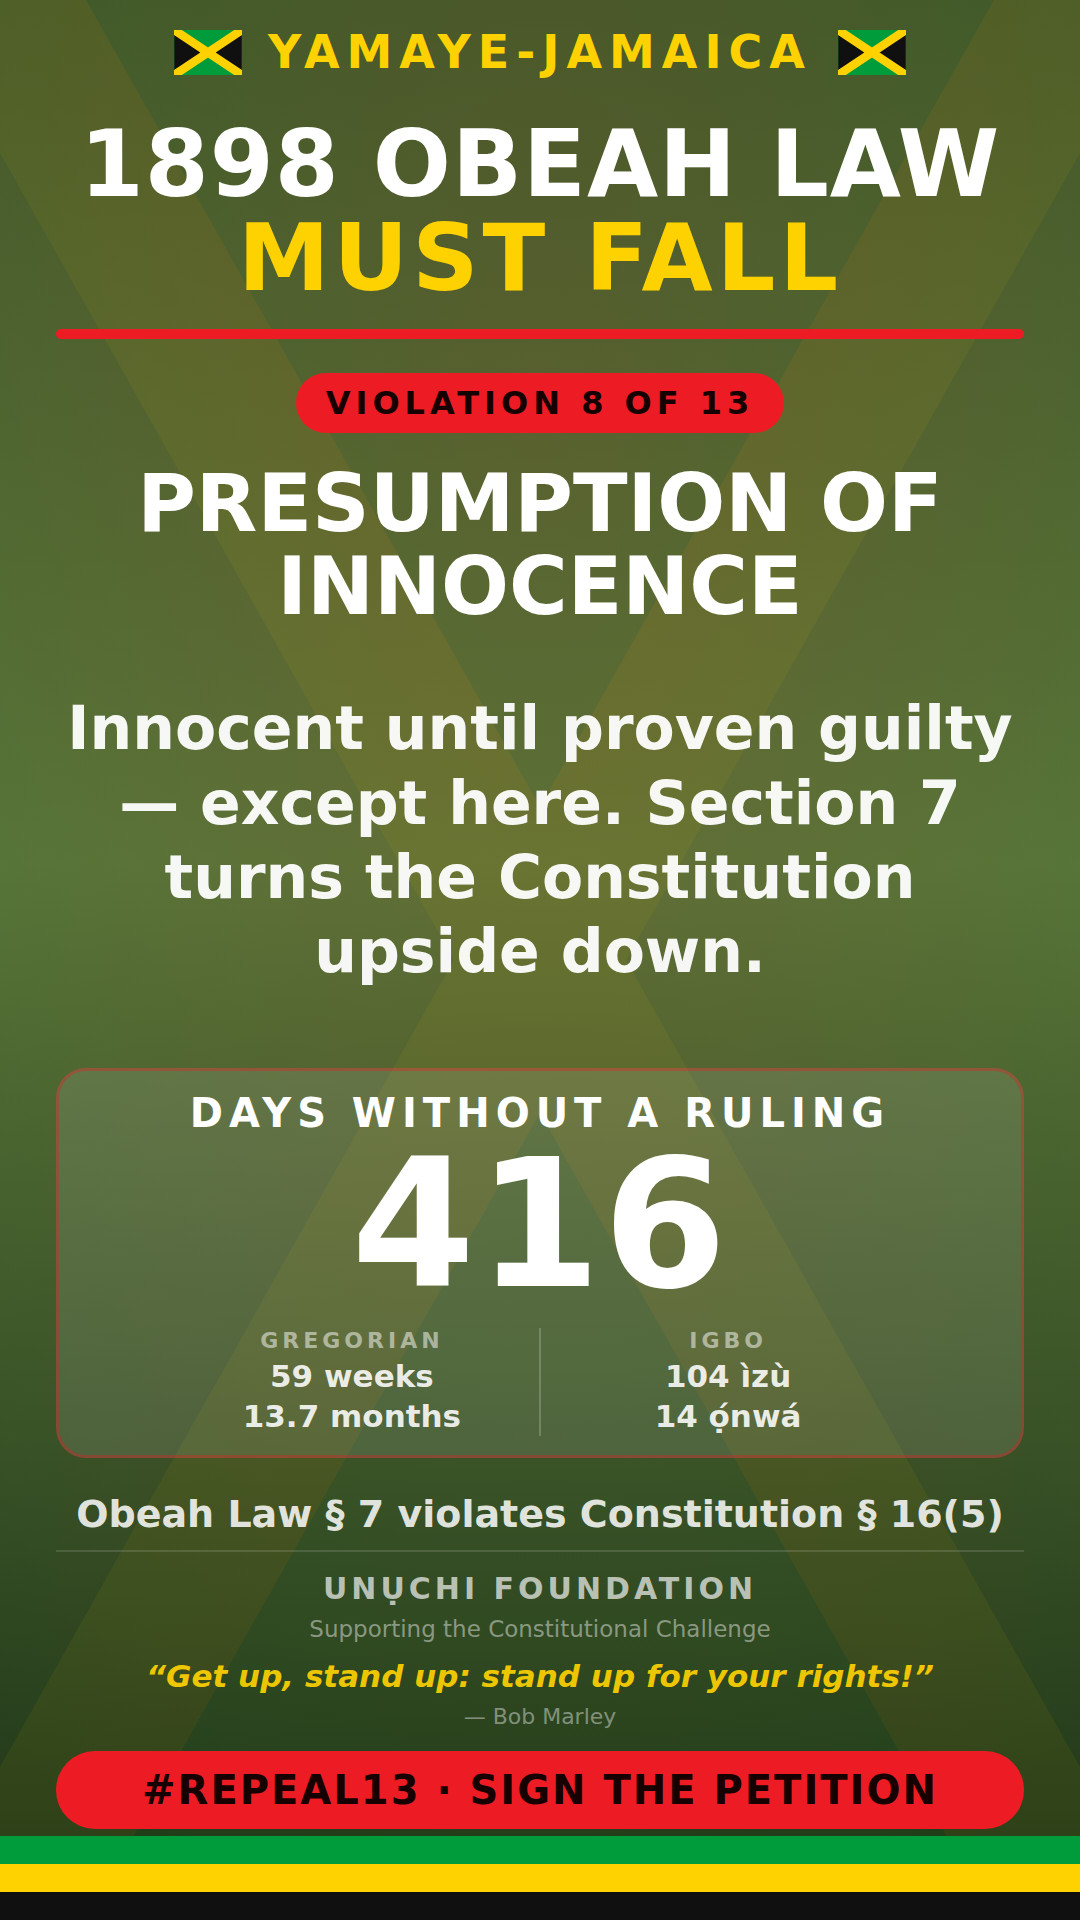 YAMAYE-JAMAICA
1898 OBEAH LAW
MUST FALL
VIOLATION 8 OF 13
PRESUMPTION OF
INNOCENCE
Innocent until proven guilty
— except here. Section 7
turns the Constitution
upside down.
DAYS WITHOUT A RULING
416
GREGORIAN
59 weeks
13.7 months
IGBO
104 ìzù
14 ọ́nwá
Obeah Law § 7 violates Constitution § 16(5)
UNỤCHI FOUNDATION
Supporting the Constitutional Challenge
“Get up, stand up: stand up for your rights!”
— Bob Marley
#REPEAL13 · SIGN THE PETITION